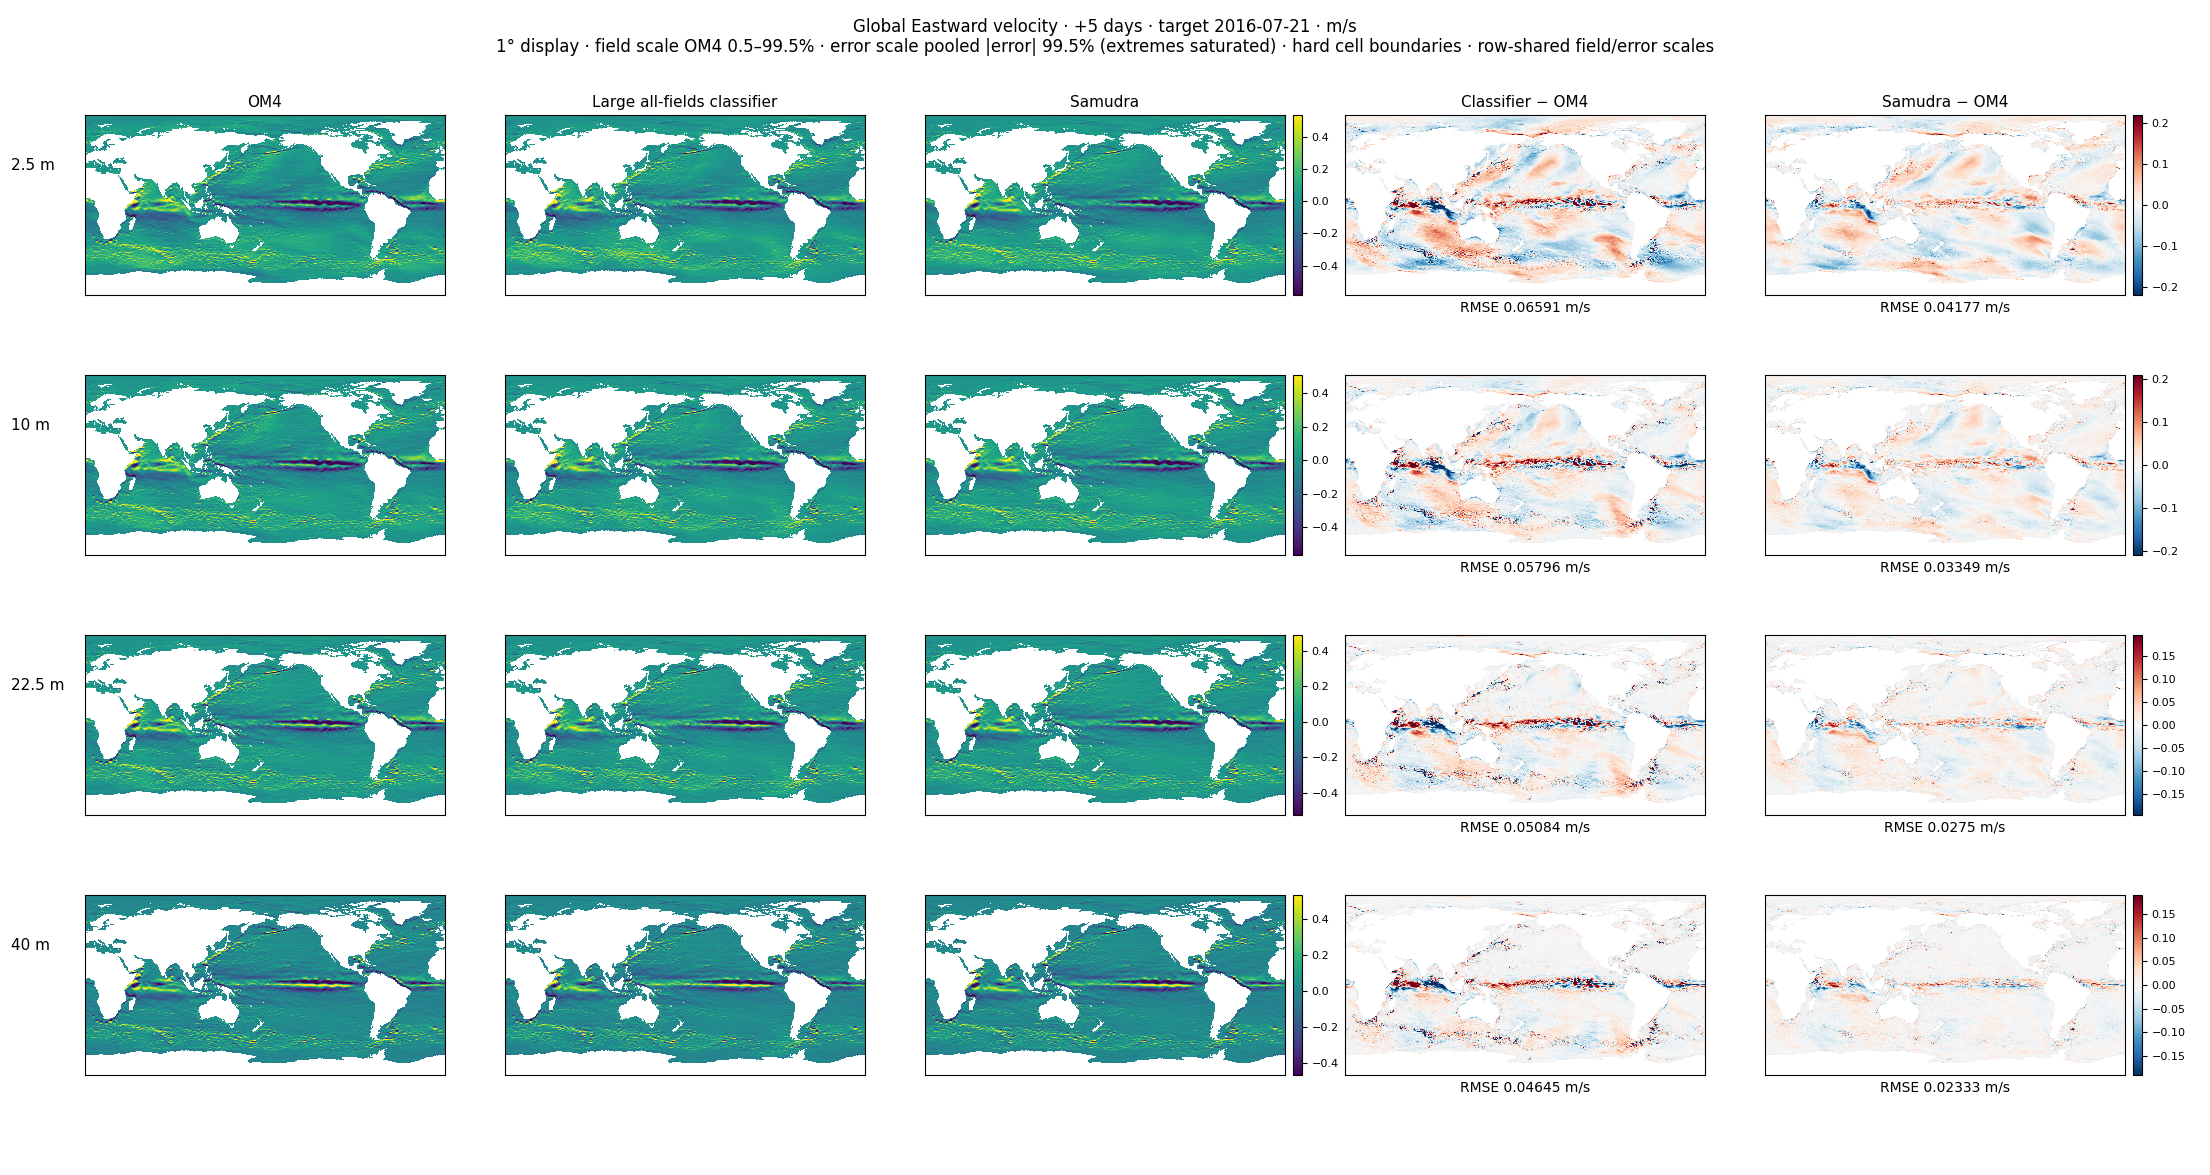 Global Eastward velocity · +5 days · target 2016-07-21 · m/s
1° display · field scale OM4 0.5–99.5% · error scale pooled |error| 99.5% (extremes saturated) · hard cell boundaries · row-shared field/error scales
OM4
Large all-fields classifier
Samudra
Classifier − OM4
Samudra − OM4
2.5 m
0.4
0.2
0.0
−0.2
−0.4
0.2
0.1
0.0
−0.1
−0.2
RMSE 0.06591 m/s
RMSE 0.04177 m/s
10 m
0.4
0.2
0.0
−0.2
−0.4
0.2
0.1
0.0
−0.1
−0.2
RMSE 0.05796 m/s
RMSE 0.03349 m/s
22.5 m
0.4
0.2
0.0
−0.2
−0.4
0.15
0.10
0.05
0.00
−0.05
−0.10
−0.15
RMSE 0.05084 m/s
RMSE 0.0275 m/s
40 m
0.4
0.2
0.0
−0.2
−0.4
0.15
0.10
0.05
0.00
−0.05
−0.10
−0.15
RMSE 0.04645 m/s
RMSE 0.02333 m/s